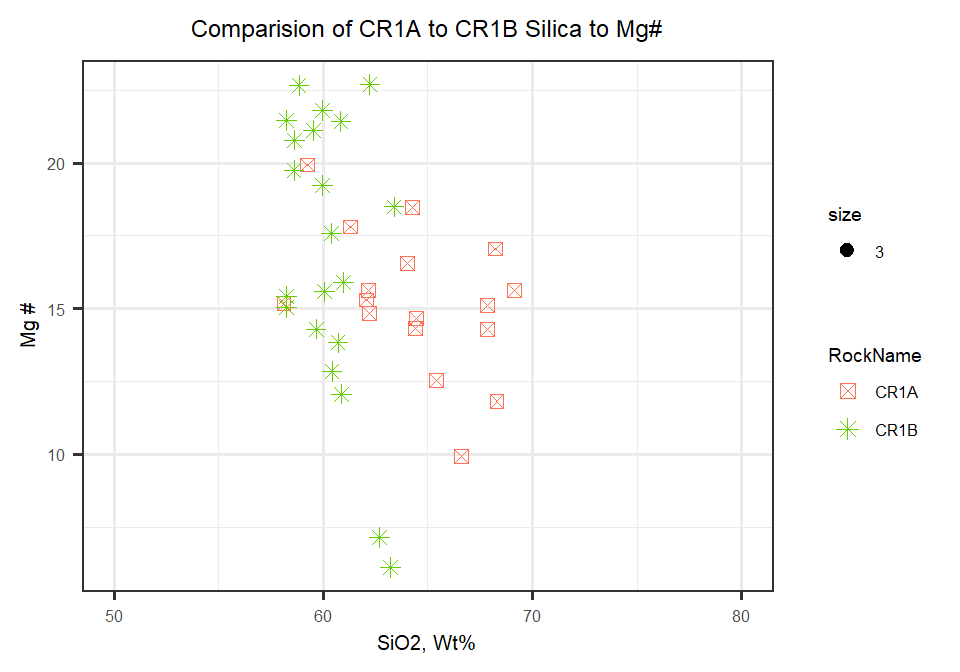 Comparision of CR1A to CR1B Silica to Mg#
20
15
10
Mg #
50 60 70 80
SiO2, Wt%
size
3
RockName
CR1A
CR1B